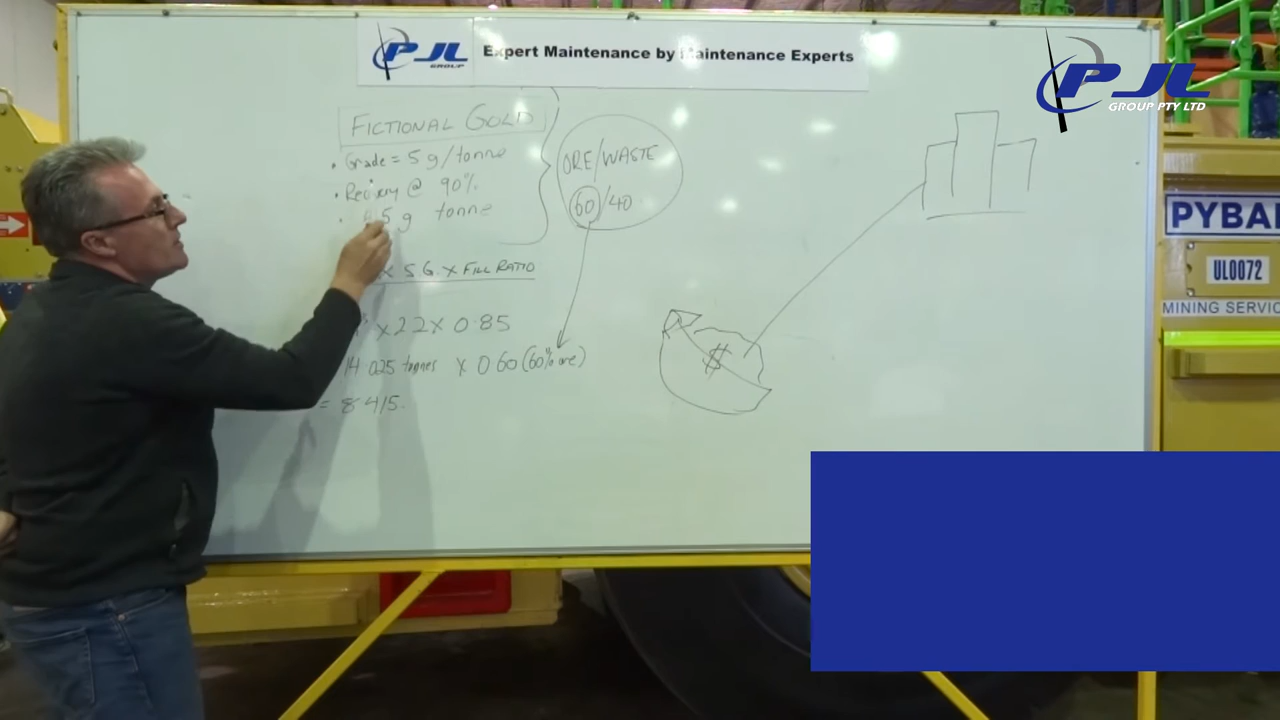 PJL
GROUP
Expert Maintenance by Maintenance Experts
PJL
GROUP PTY LTD
FICTIONAL GOLD
• Grade = 5 g/tonne
• Recovery @ 90%
• 4.5g tonne
ORE/WASTE
60/40
x S.G. x FILL RATIO
x 2.2 x 0.85
14.025 tonnes x 0.60 (60% ore)
= 8.415.
$
PYBAR
UL0072
MINING SERVIC